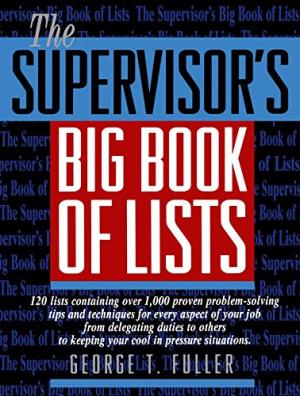 The
SUPERVISOR'S
BIG BOOK
OF LISTS
120 lists containing over 1,000 proven problem-solving
tips and techniques for every aspect of your job
from delegating duties to others
to keeping your cool in pressure situations.
GEORGE T. FULLER